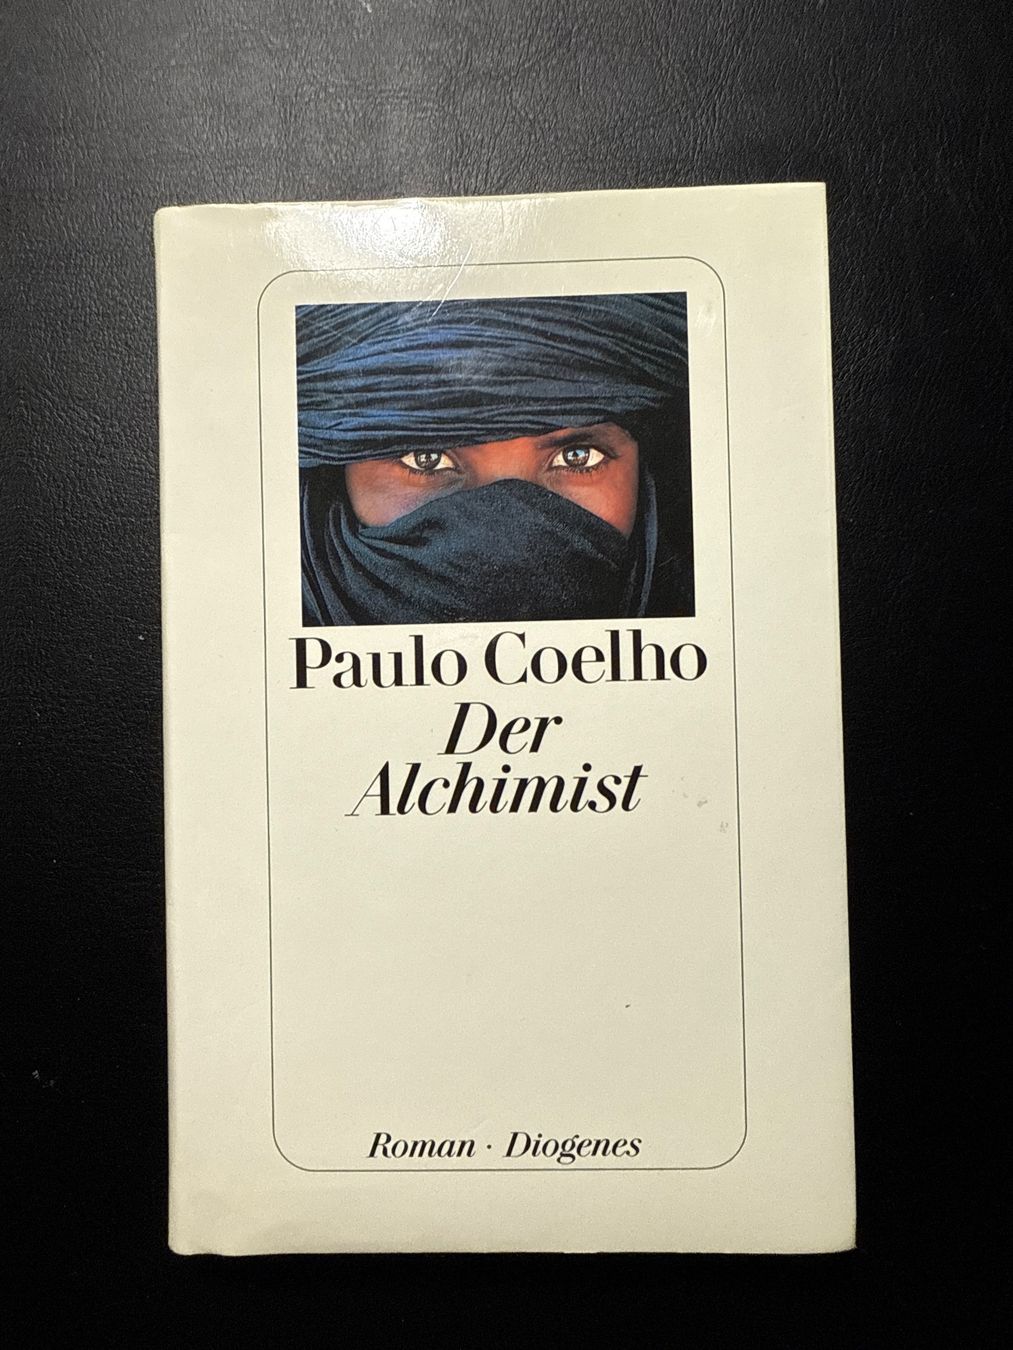 Paulo Coelho
Der
Alchimist
Roman · Diogenes